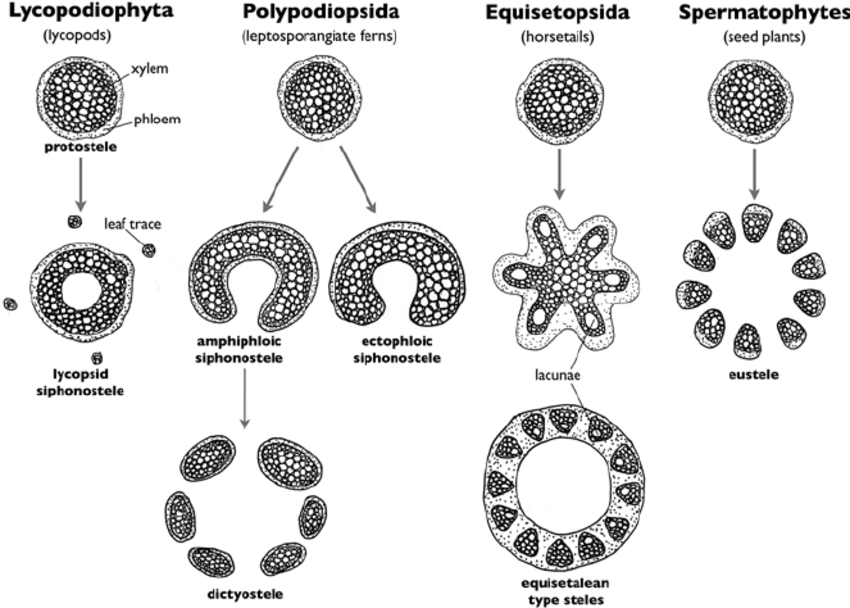 Lycopodiophyta
(lycopods)
Polypodiopsida
(leptosporangiate ferns)
Equisetopsida
(horsetails)
Spermatophytes
(seed plants)
xylem
phloem
protostele
leaf trace
lycopsid
siphonostele
amphiphloic
siphonostele
ectophloic
siphonostele
lacunae
eustele
dictyostele
equisetalean
type steles